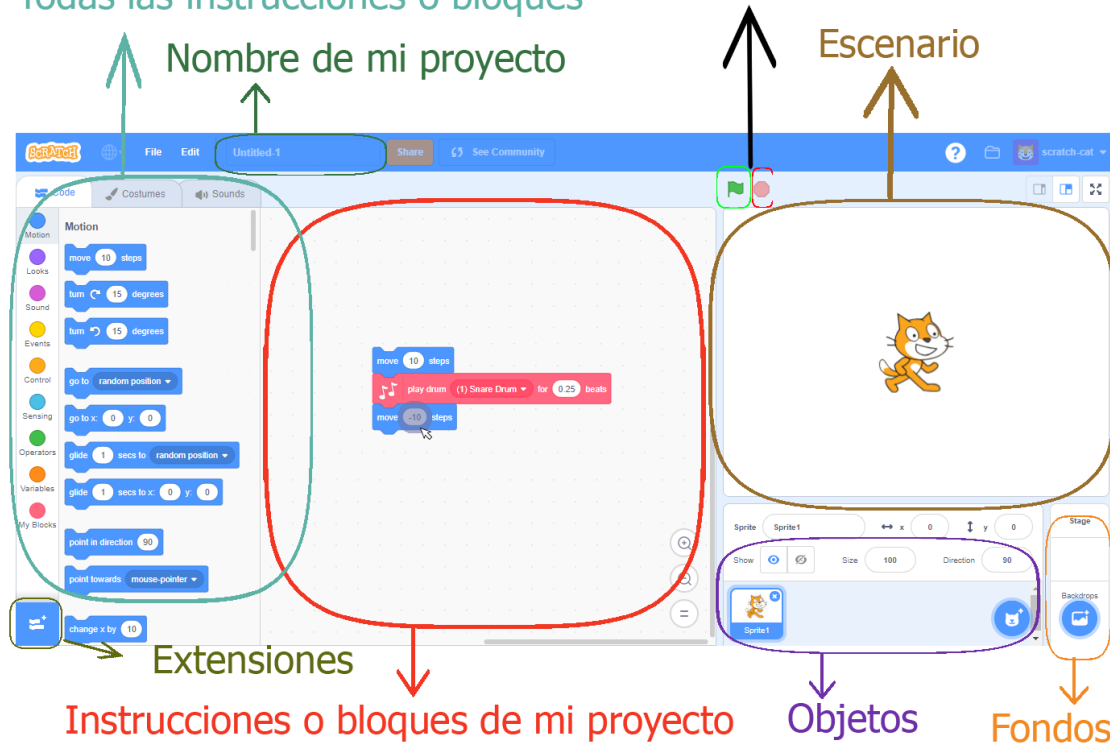 Todas las instrucciones o bloques
Nombre de mi proyecto
Escenario
SCRATCH
File
Edit
Untitled-1
Share
See Community
?
scratch-cat
Code
Costumes
Sounds
Motion
Looks
Sound
Events
Control
Sensing
Operators
Variables
My Blocks
Motion
move 10 steps
turn 15 degrees
turn 15 degrees
go to random position
go to x: 0 y: 0
glide 1 secs to random position
glide 1 secs to x: 0 y: 0
point in direction 90
point towards mouse-pointer
change x by 10
move 10 steps
play drum (1) Snare Drum for 0.25 beats
move -10 steps
Sprite Sprite1 x 0 y 0
Show Size 100 Direction 90
Sprite1
Stage
Backdrops
Extensiones
Instrucciones o bloques de mi proyecto
Objetos
Fondos